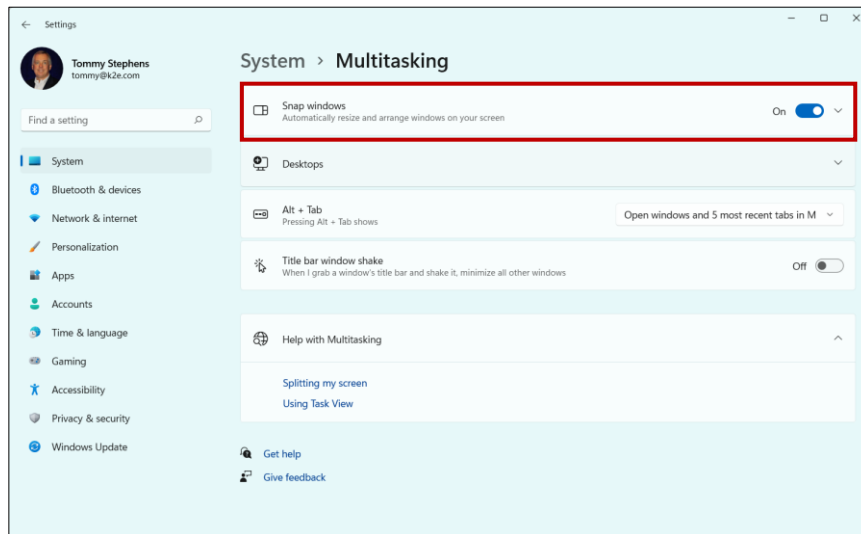 Settings
Tommy Stephens
tommy@k2e.com
Find a setting
System
Bluetooth & devices
Network & internet
Personalization
Apps
Accounts
Time & language
Gaming
Accessibility
Privacy & security
Windows Update
System > Multitasking
Snap windows
Automatically resize and arrange windows on your screen
On
Desktops
Alt + Tab
Pressing Alt + Tab shows
Open windows and 5 most recent tabs in M
Title bar window shake
When I grab a window's title bar and shake it, minimize all other windows
Off
Help with Multitasking
Splitting my screen
Using Task View
Get help
Give feedback